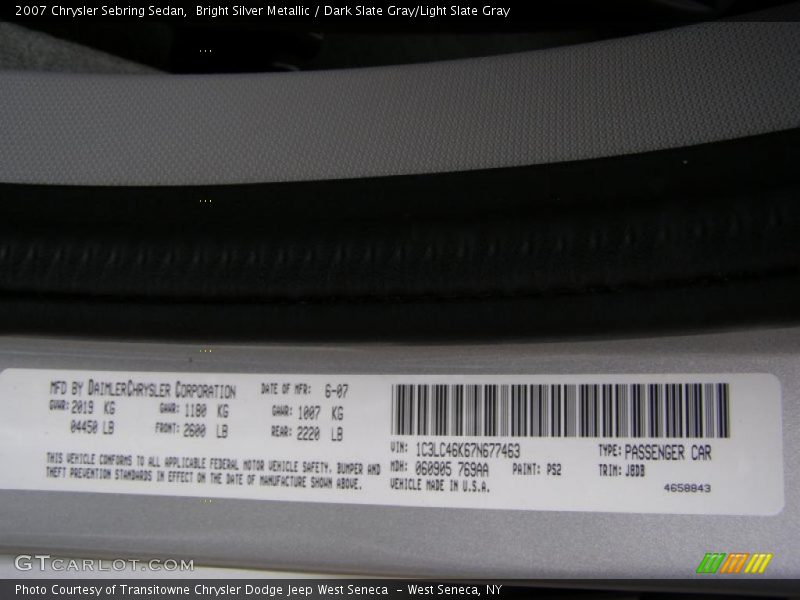 2007 Chrysler Sebring Sedan, Bright Silver Metallic / Dark Slate Gray/Light Slate Gray
MFD BY DAIMLERCHRYSLER CORPORATION DATE OF MFR: 6-07
GVWR: 2019 KG GAWR: 1180 KG GAWR: 1007 KG
04450 LB FRONT: 2600 LB REAR: 2220 LB
THIS VEHICLE CONFORMS TO ALL APPLICABLE FEDERAL MOTOR VEHICLE SAFETY, BUMPER AND
THEFT PREVENTION STANDARDS IN EFFECT ON THE DATE OF MANUFACTURE SHOWN ABOVE.
VIN: 1C3LC46K67N677463 TYPE: PASSENGER CAR
MDH: 060905 769AA PAINT: PS2 TRIM: JBDB
VEHICLE MADE IN U.S.A. 4658843
GTCARLOT.COM
Photo Courtesy of Transitowne Chrysler Dodge Jeep West Seneca - West Seneca, NY